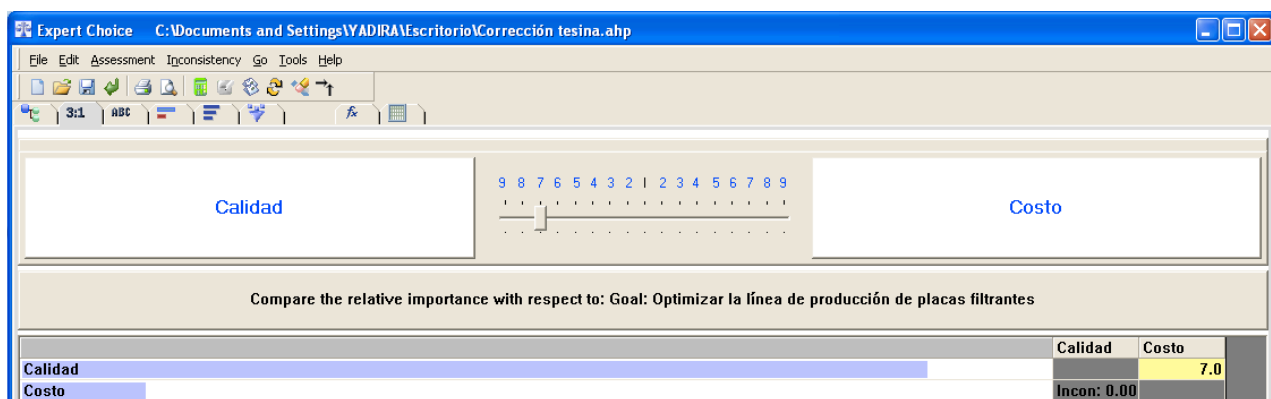 Expert Choice C:\Documents and Settings\YADIRA\Escritorio\Corrección tesina.ahp
File Edit Assessment Inconsistency Go Tools Help
3:1 ABC fx
9 8 7 6 5 4 3 2 1 2 3 4 5 6 7 8 9
Calidad Costo
Compare the relative importance with respect to: Goal: Optimizar la línea de producción de placas filtrantes
Calidad Costo
Calidad 7.0
Costo Incon: 0.00